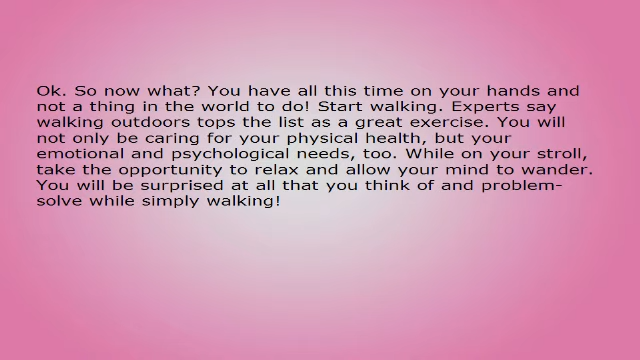 Ok. So now what? You have all this time on your hands and
not a thing in the world to do! Start walking. Experts say
walking outdoors tops the list as a great exercise. You will
not only be caring for your physical health, but your
emotional and psychological needs, too. While on your stroll,
take the opportunity to relax and allow your mind to wander.
You will be surprised at all that you think of and problem-
solve while simply walking!